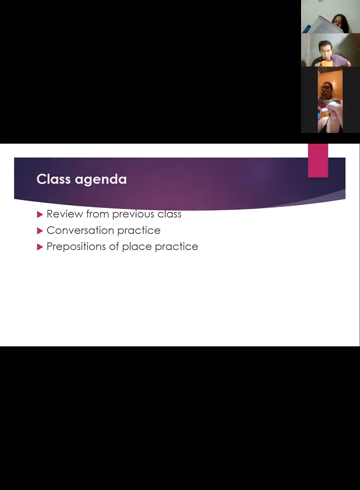 Class agenda
Review from previous class
Conversation practice
Prepositions of place practice